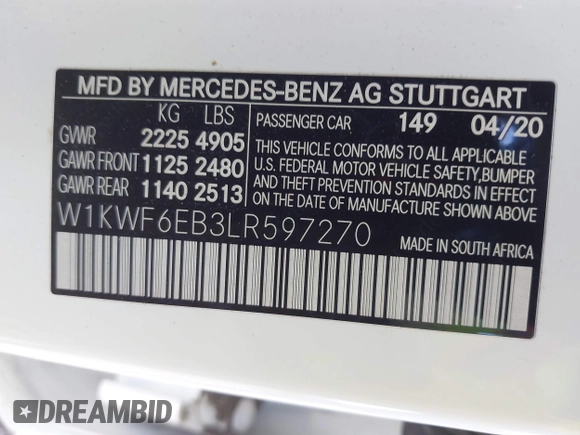 MFD BY MERCEDES-BENZ AG STUTTGART
KG LBS
GVWR 2225 4905
GAWR FRONT 1125 2480
GAWR REAR 1140 2513
PASSENGER CAR 149 04/20
THIS VEHICLE CONFORMS TO ALL APPLICABLE
U.S. FEDERAL MOTOR VEHICLE SAFETY,BUMPER
AND THEFT PREVENTION STANDARDS IN EFFECT
ON THE DATE OF MANUFACTURE SHOWN ABOVE.
W1KWF6EB3LR597270
MADE IN SOUTH AFRICA
DREAMBID